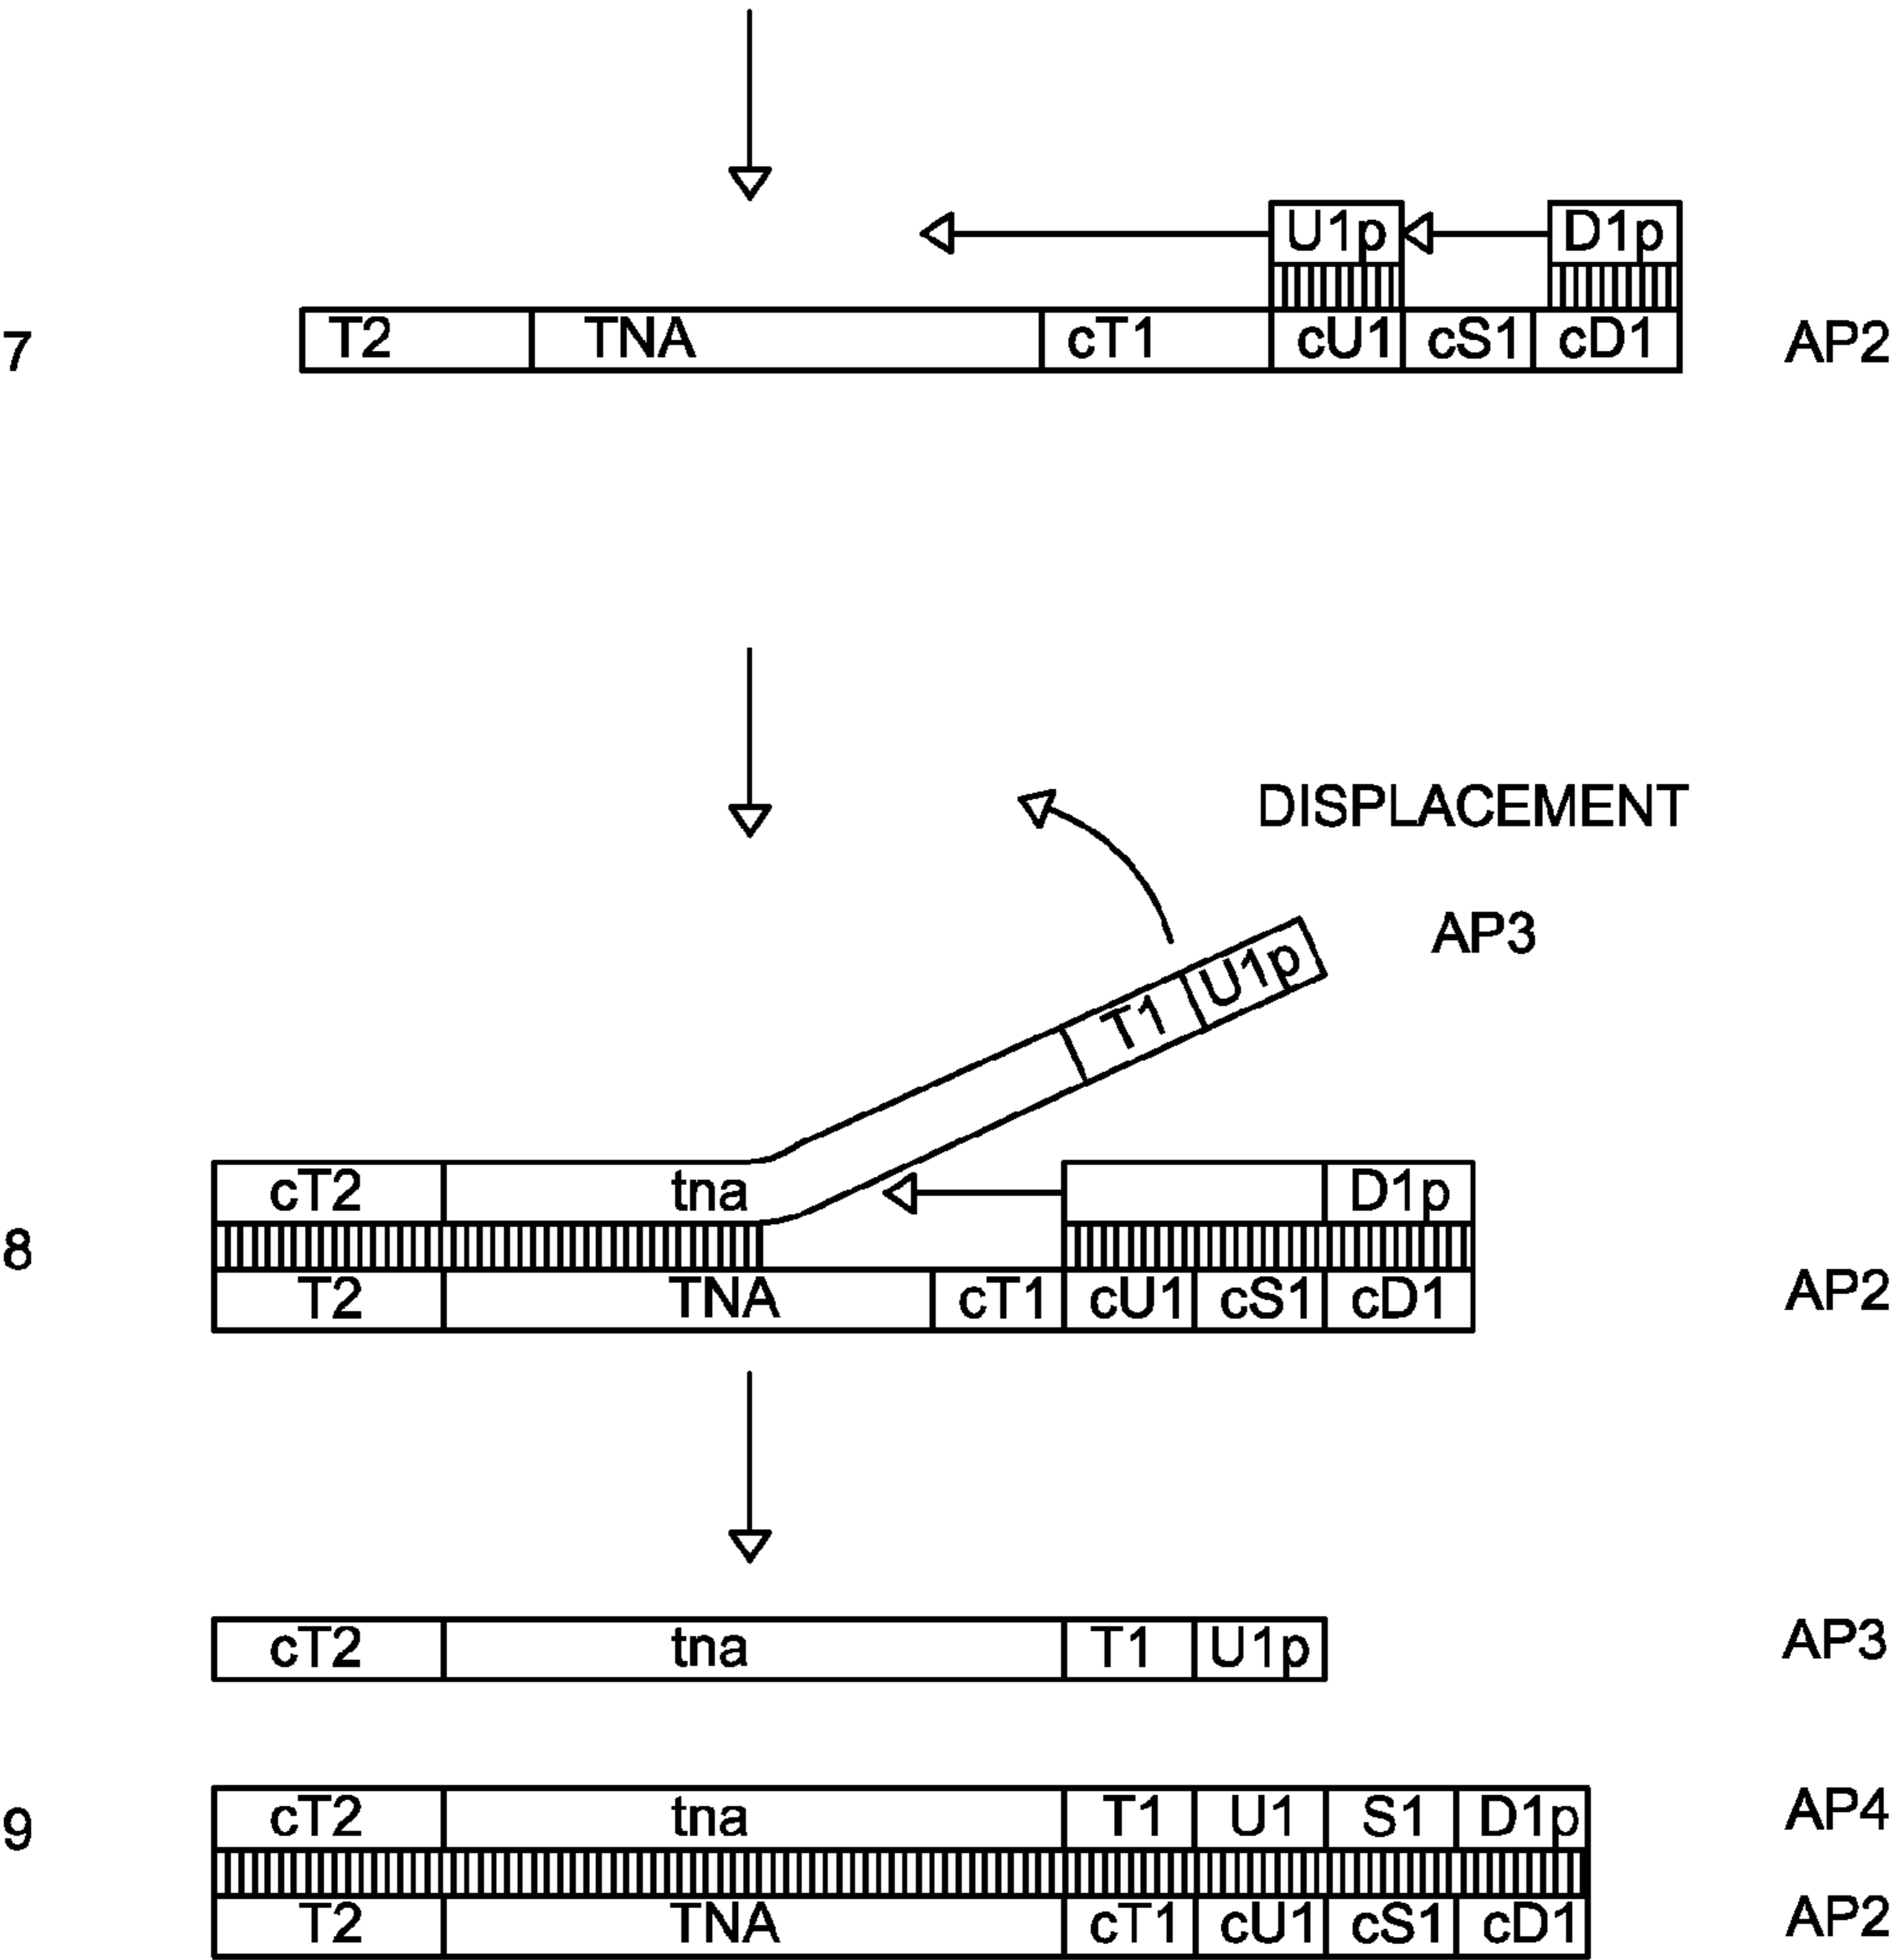 U1p D1p
7 T2 TNA cT1 cU1 cS1 cD1 AP2
DISPLACEMENT
AP3
T1 U1p
cT2 tna D1p
8 T2 TNA cT1 cU1 cS1 cD1 AP2
cT2 tna T1 U1p AP3
cT2 tna T1 U1 S1 D1p AP4
9
T2 TNA cT1 cU1 cS1 cD1 AP2